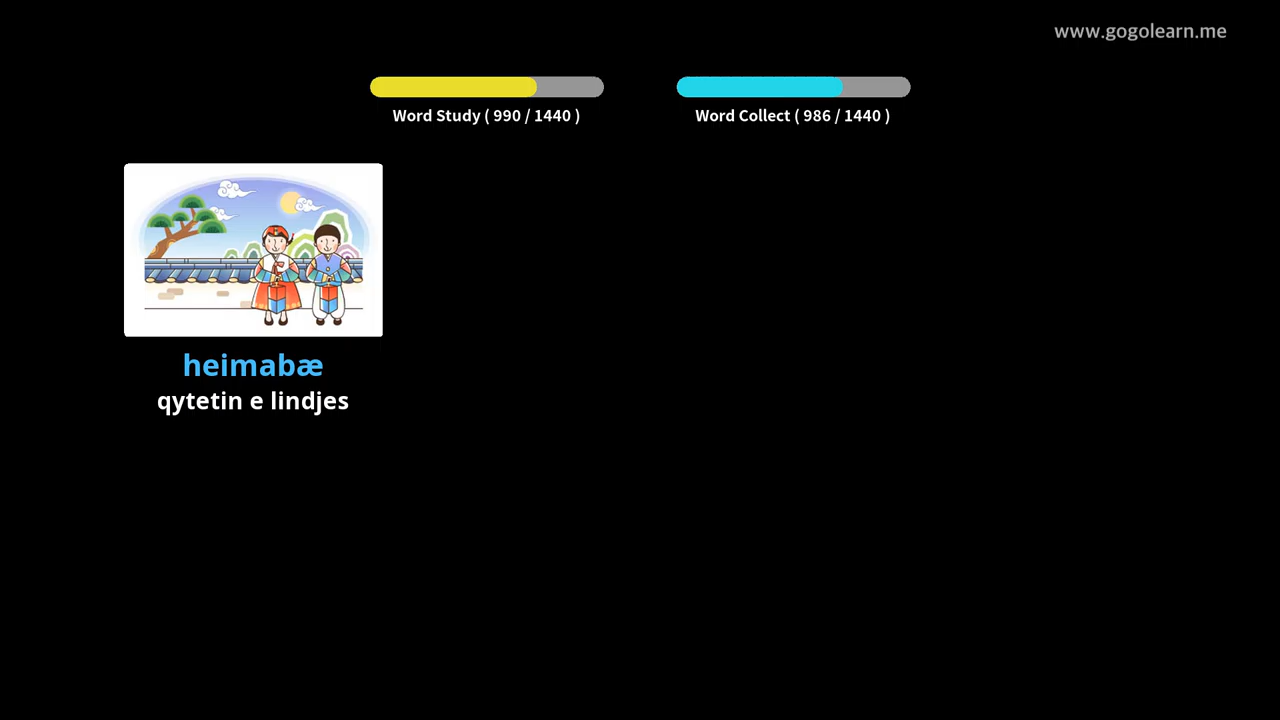 www.gogolearn.me
Word Study ( 990 / 1440 )
Word Collect ( 986 / 1440 )
heimabæ
qytetin e lindjes